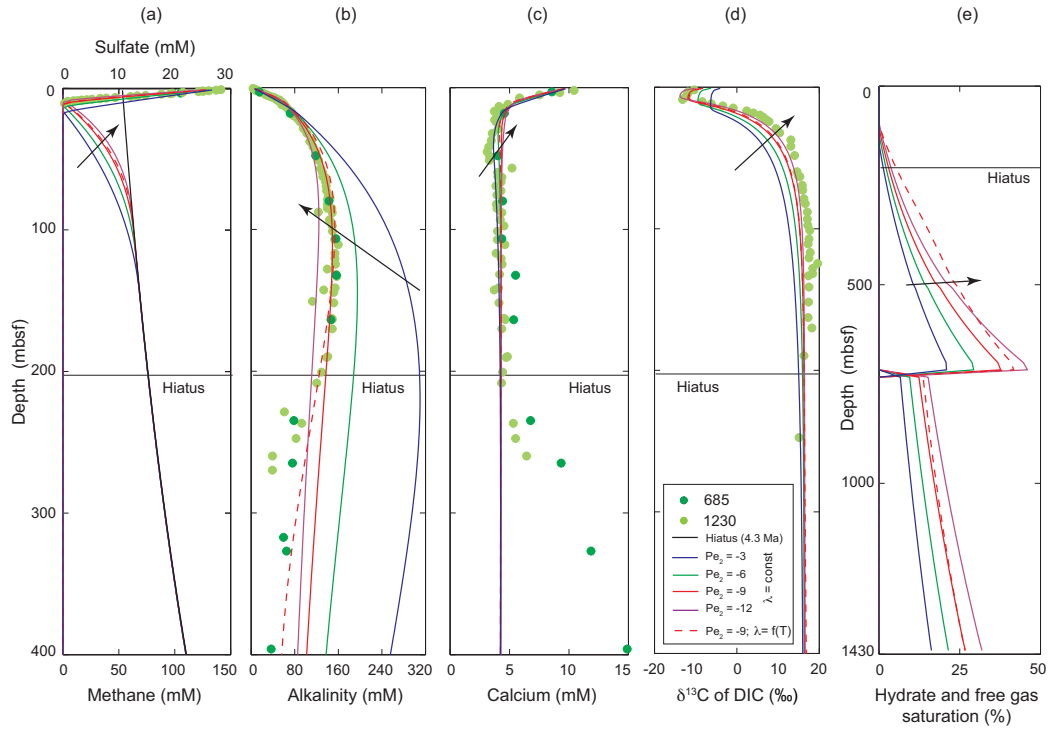 (a)
(b)
(c)
(d)
(e)
Sulfate (mM)
0 10 20 30
0
100
200
300
400
Depth (mbsf)
Hiatus
0 50 100 150
Methane (mM)
Hiatus
0 80 160 240 320
Alkalinity (mM)
Hiatus
0 5 10 15
Calcium (mM)
Hiatus
685
1230
Hiatus (4.3 Ma)
Pe₂ = -3
Pe₂ = -6
Pe₂ = -9
Pe₂ = -12
λ = const
Pe₂ = -9; λ= f(T)
-20 -10 0 10 20
δ¹³C of DIC (‰)
0
500
1000
1430
Depth (mbsf)
Hiatus
0 25 50
Hydrate and free gas
saturation (%)